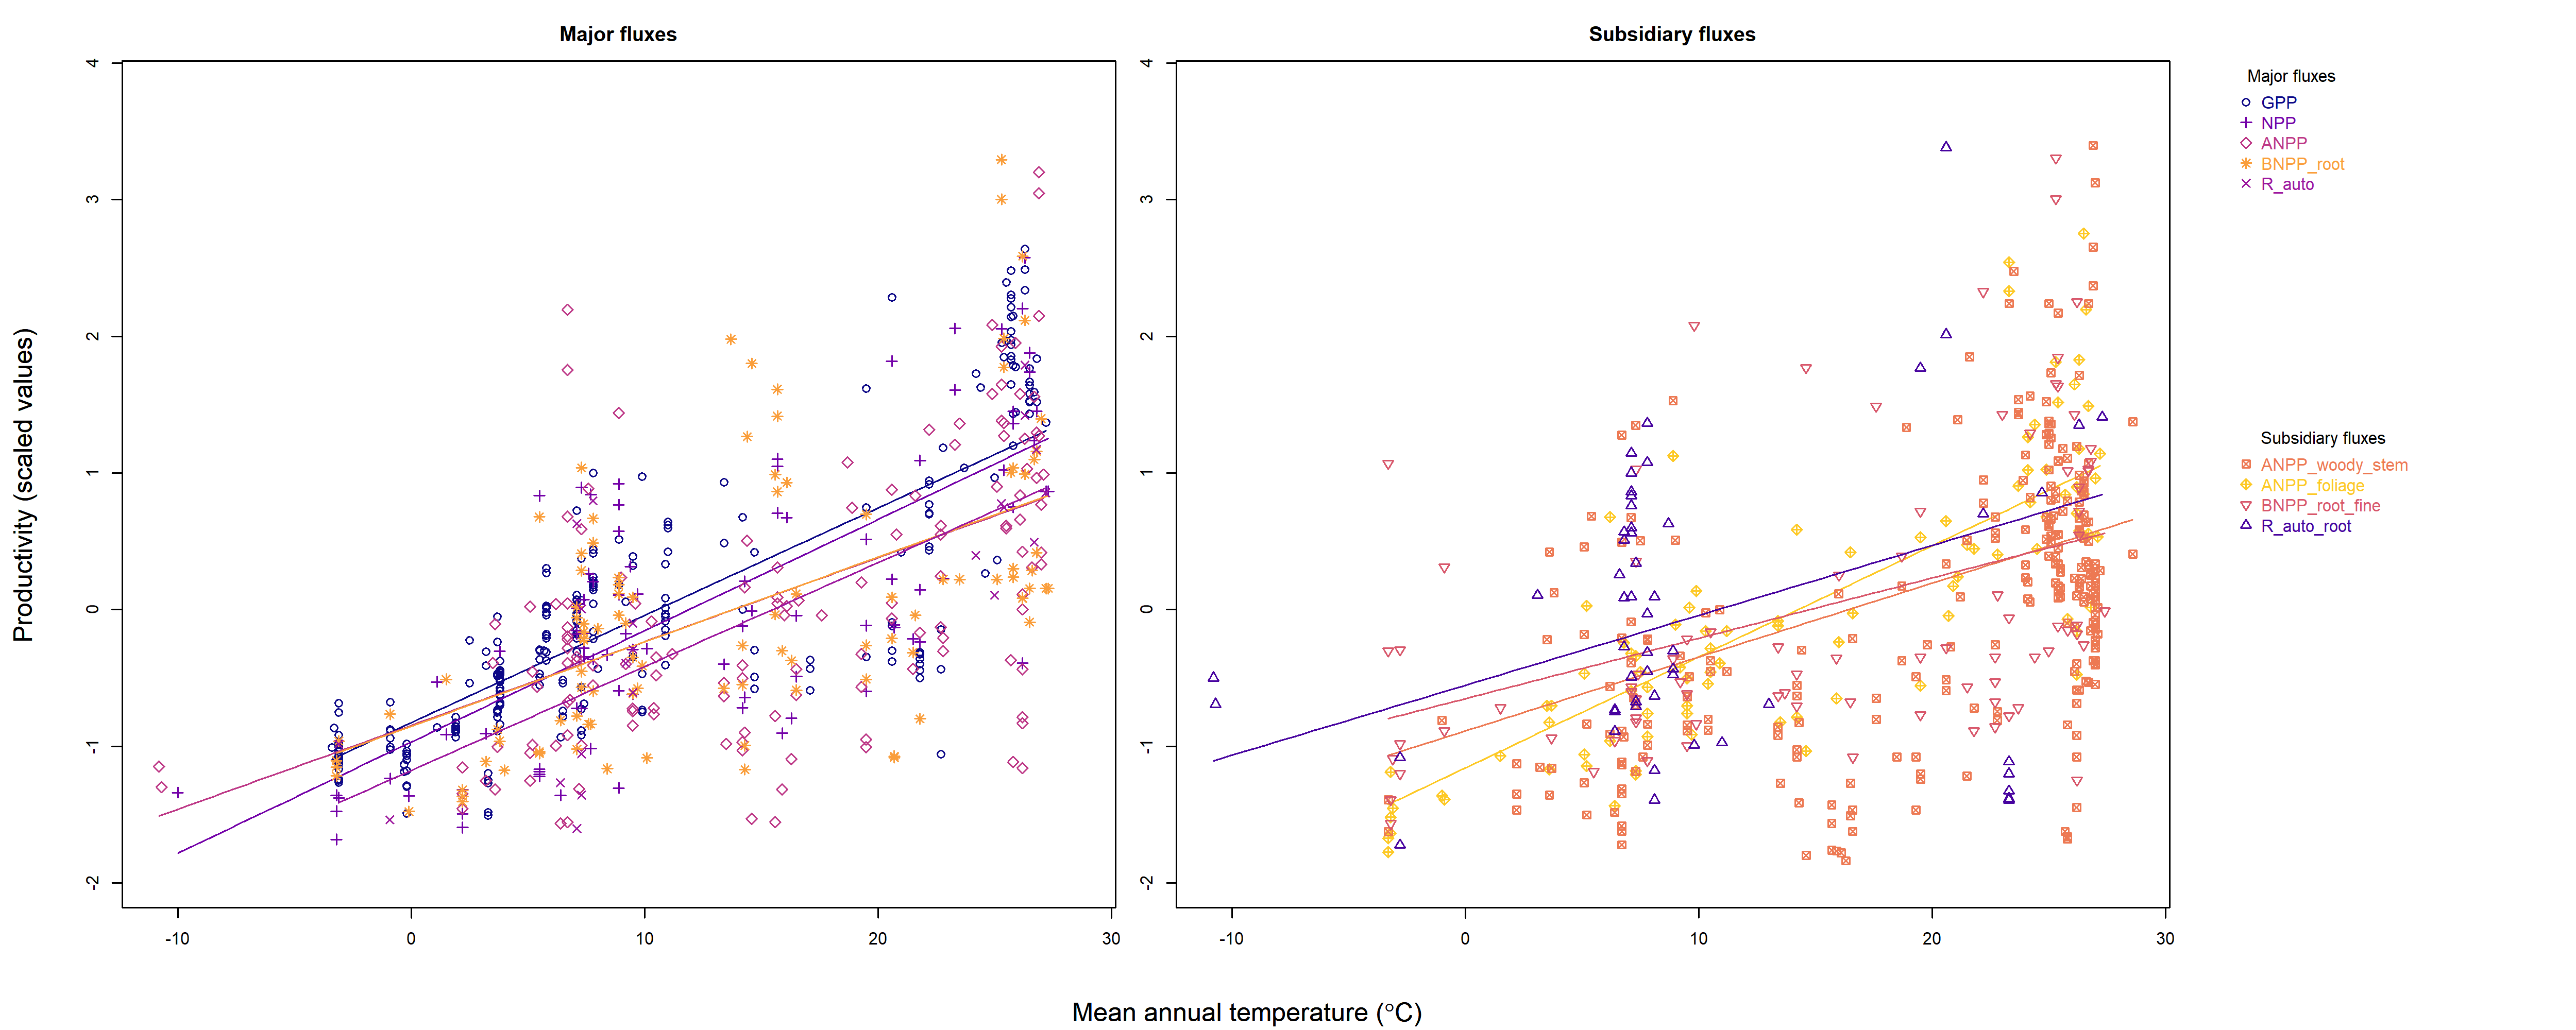 Major fluxes
Subsidiary fluxes
Productivity (scaled values)
4
3
2
1
0
-1
-2
-10
0
10
20
30
4
3
2
1
0
-1
-2
-10
0
10
20
30
Mean annual temperature (°C)
Major fluxes
GPP
NPP
ANPP
BNPP_root
R_auto
Subsidiary fluxes
ANPP_woody_stem
ANPP_foliage
BNPP_root_fine
R_auto_root